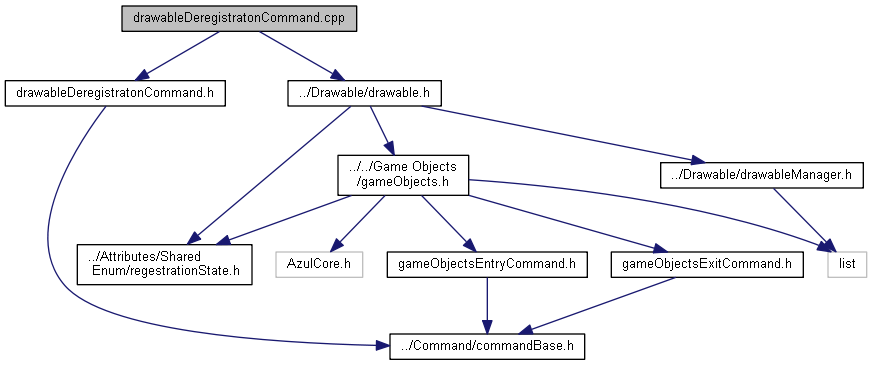 drawableDeregistratonCommand.cpp
drawableDeregistratonCommand.h
../Drawable/drawable.h
../../Game Objects
/gameObjects.h
../Drawable/drawableManager.h
../Attributes/Shared
Enum/regestrationState.h
AzulCore.h
gameObjectsEntryCommand.h
gameObjectsExitCommand.h
list
../Command/commandBase.h